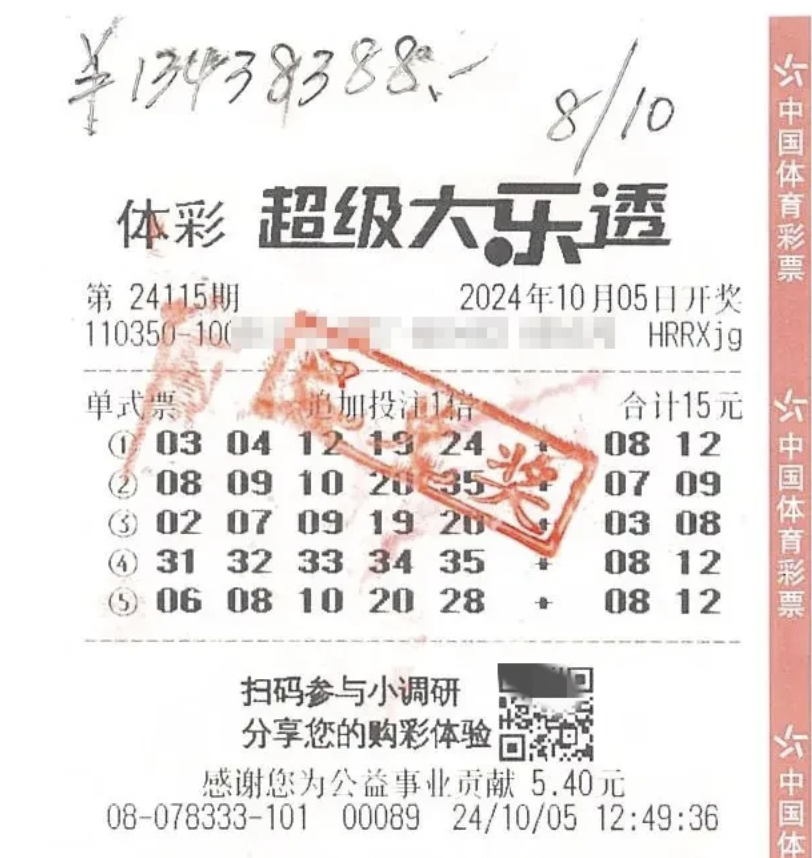 ¥13438388.-
8/10
体彩 超级大乐透
第 24115期 2024年10月05日开奖
110350-100 HRRXjg
单式票 追加投注1倍 合计15元
① 03 04 12 19 24 + 08 12
② 08 09 10 20 35 + 07 09
③ 02 07 09 19 20 + 03 08
④ 31 32 33 34 35 + 08 12
⑤ 06 08 10 20 28 + 08 12
奖
扫码参与小调研
分享您的购彩体验
感谢您为公益事业贡献 5.40元
08-078333-101 00089 24/10/05 12:49:36
中国体育彩票
中国体育彩票
中国体